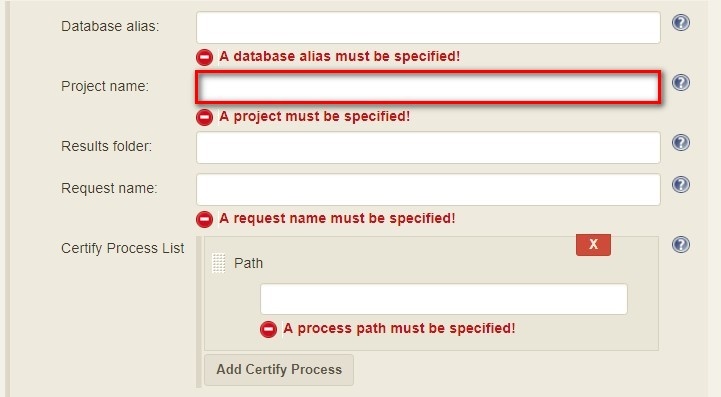 Database alias:
A database alias must be specified!
Project name:
A project must be specified!
Results folder:
Request name:
A request name must be specified!
Certify Process List
X
Path
A process path must be specified!
Add Certify Process